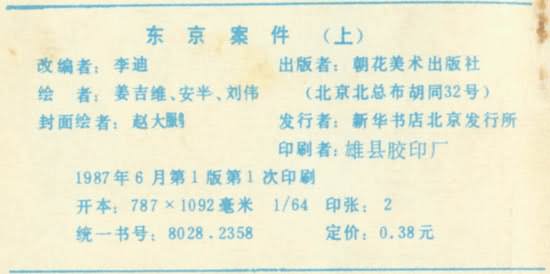 东京案件（上）
改编者：李迪 出版者：朝花美术出版社
绘 者：姜吉维、安半、刘伟 （北京北总布胡同32号）
封面绘者：赵大 发行者：新华书店北京发行所
印刷者：雄县胶印厂
1987年6月第1版第1次印刷
开本：787×1092毫米 1/64 印张：2
统一书号：8028.2358 定价：0.38元